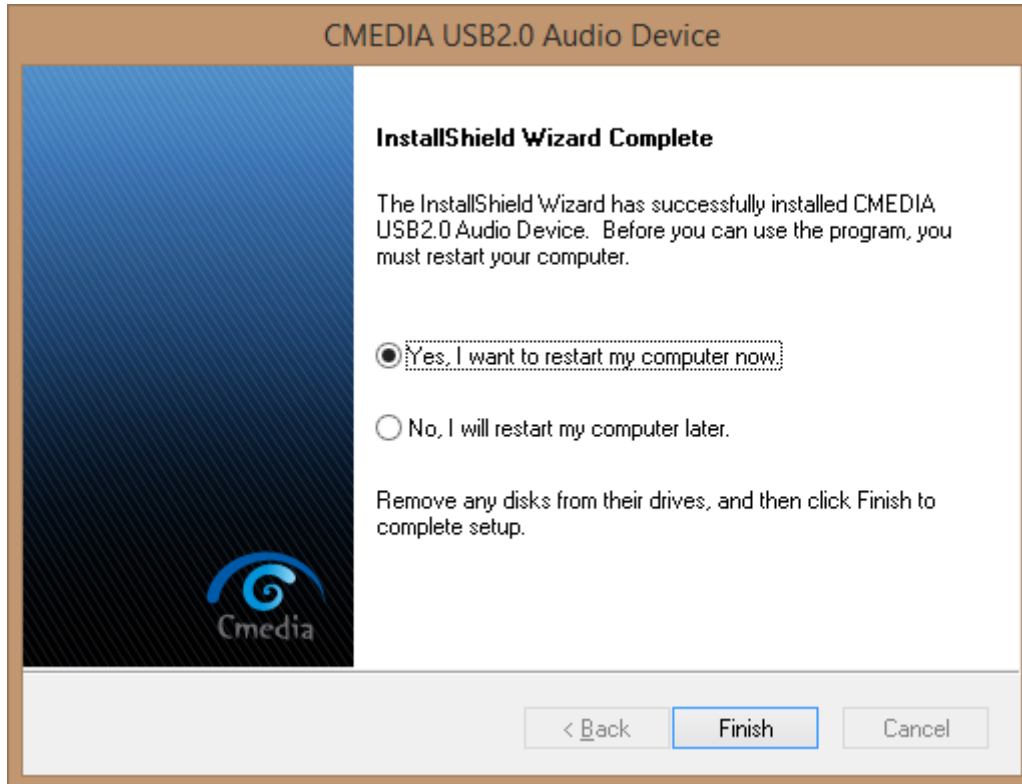 CMEDIA USB2.0 Audio Device
InstallShield Wizard Complete
The InstallShield Wizard has successfully installed CMEDIA
USB2.0 Audio Device.  Before you can use the program, you
must restart your computer.
Yes, I want to restart my computer now.
No, I will restart my computer later.
Remove any disks from their drives, and then click Finish to
complete setup.
Cmedia
< Back Finish Cancel